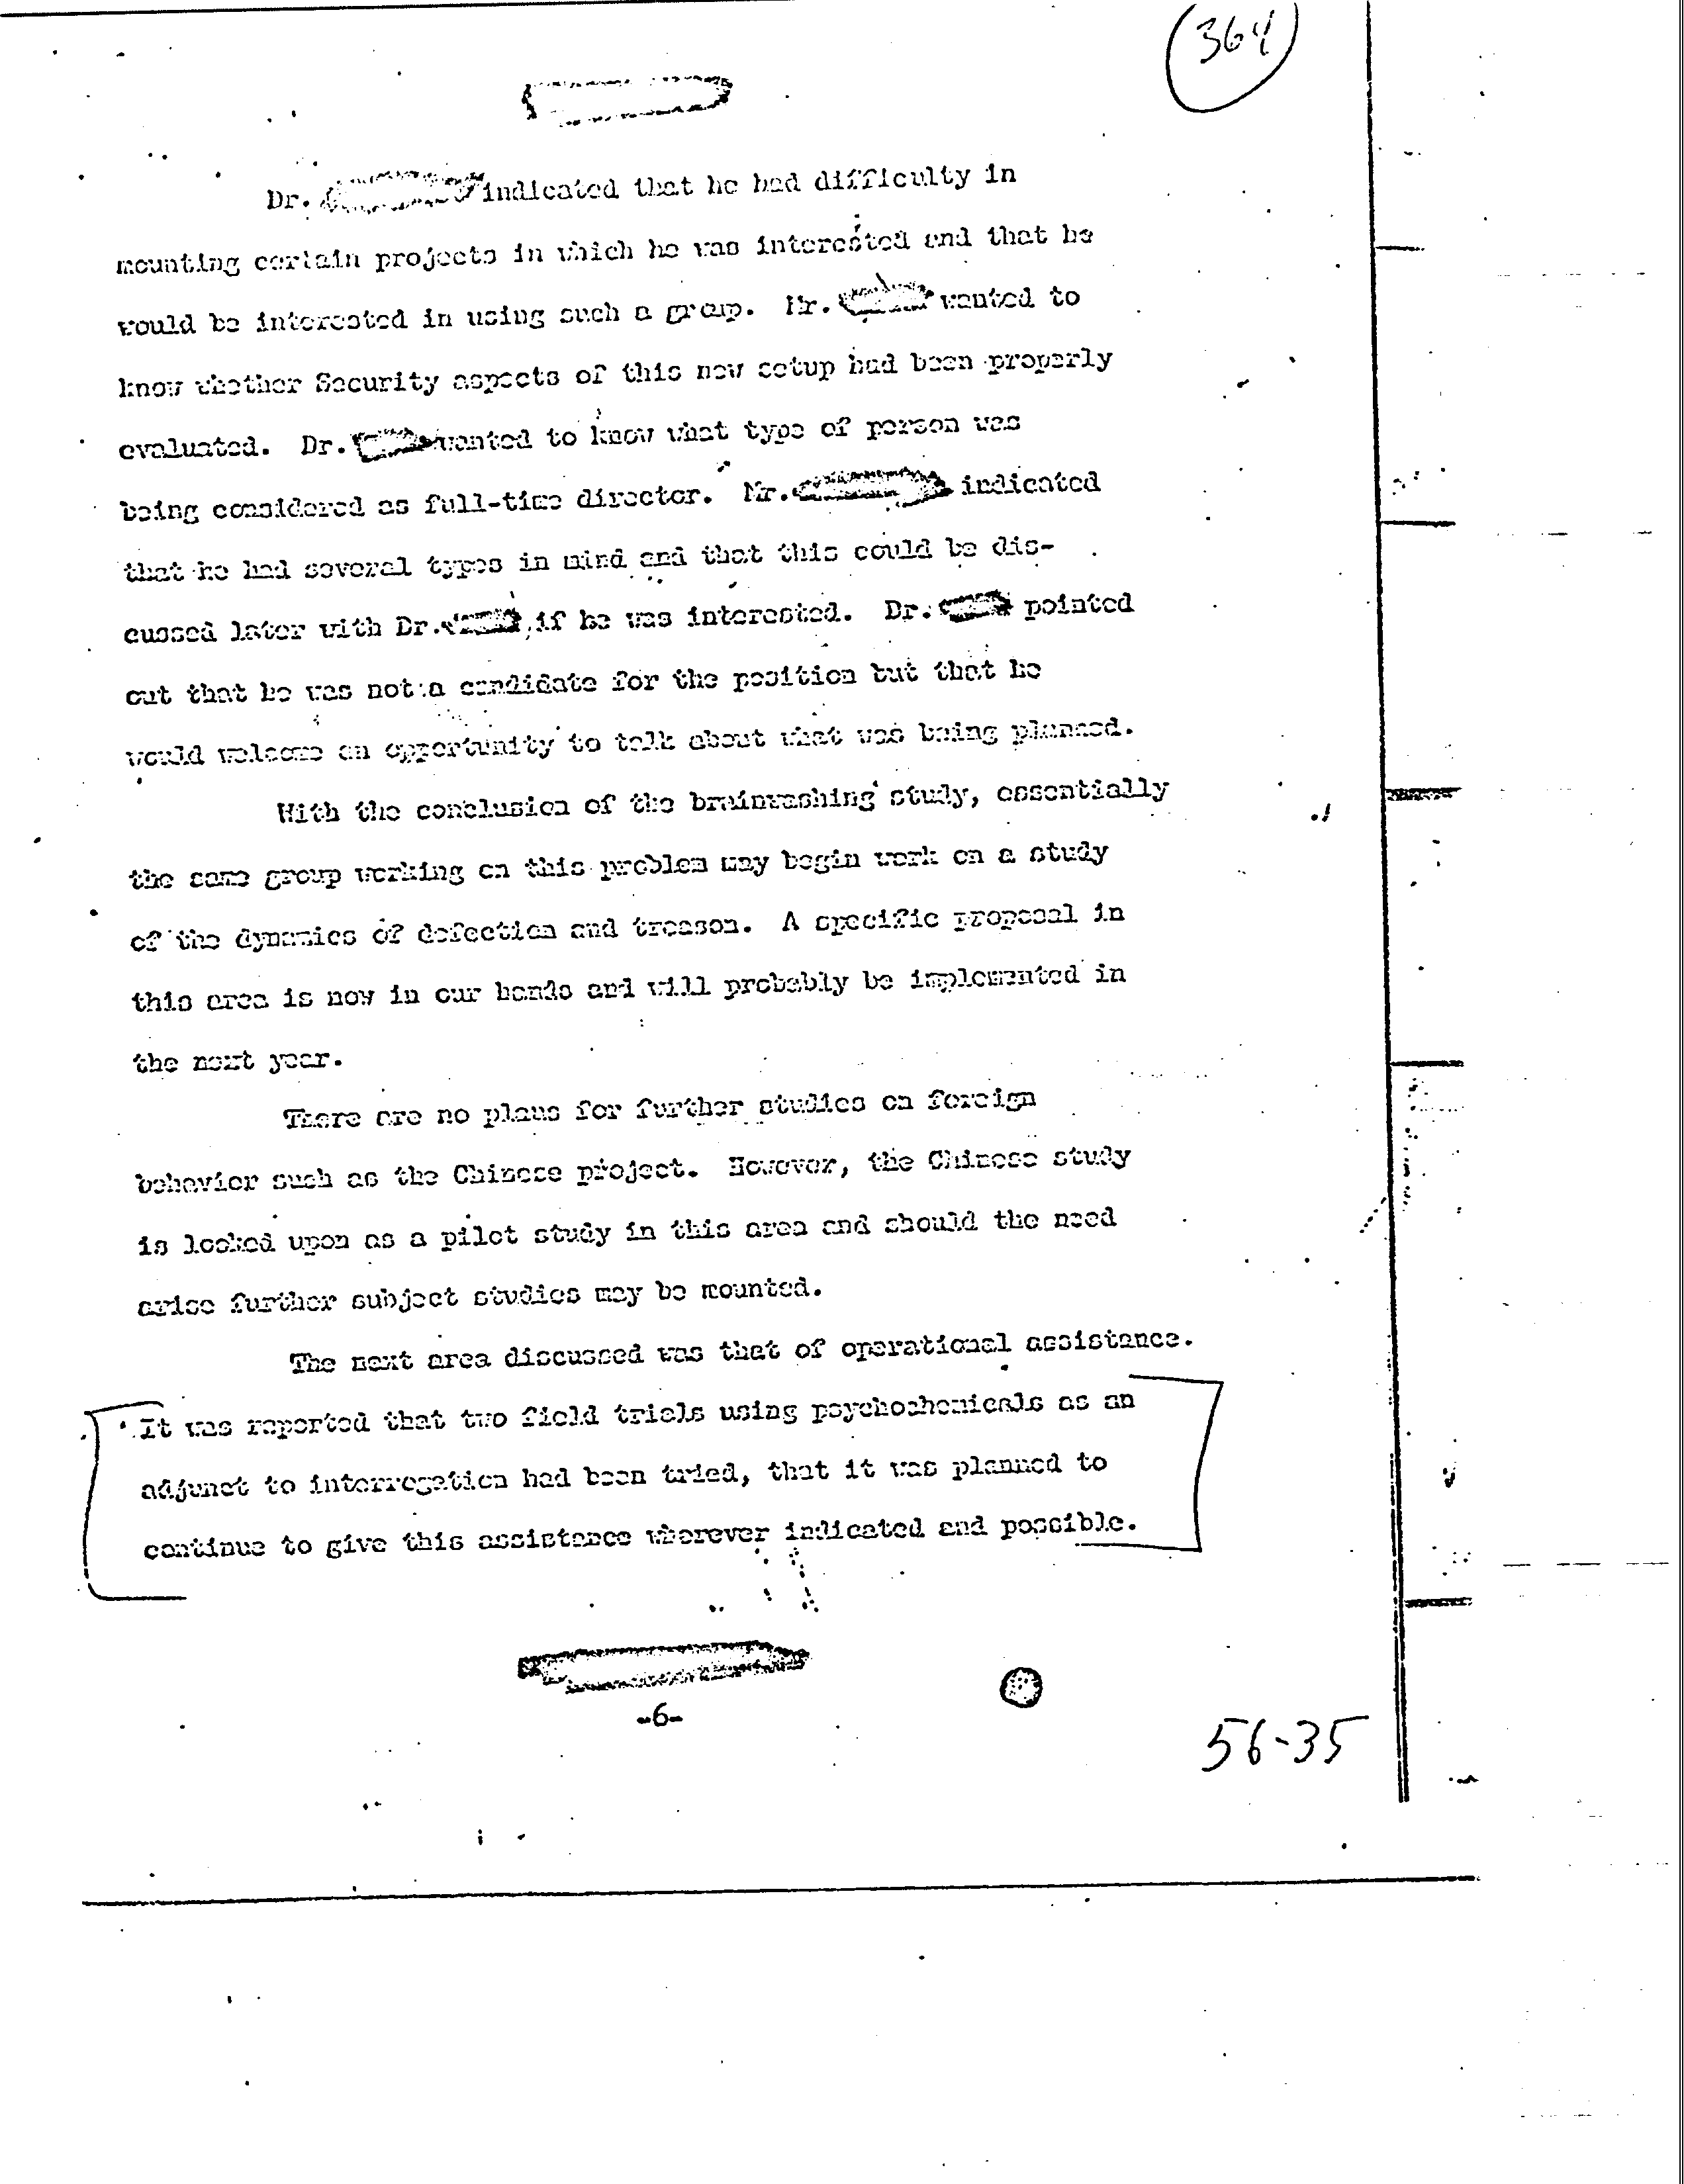 364
Dr. indicated that he had difficulty in
mounting certain projects in which he was interested and that he
would be interested in using such a group. Mr. wanted to
know whether Security aspects of this new setup had been properly
evaluated. Dr. wanted to know what type of person was
being considered as full-time director. Mr. indicated
that he had several types in mind and that this could be dis-
cussed later with Dr. if he was interested. Dr. pointed
out that he was not a candidate for the position but that he
would welcome an opportunity to talk about what was being planned.
With the conclusion of the brainwashing study, essentially
the same group working on this problem may begin work on a study
of the dynamics of defection and treason. A specific proposal in
this area is now in our hands and will probably be implemented in
the next year.
There are no plans for further studies on foreign
behavior such as the Chinese project. However, the Chinese study
is looked upon as a pilot study in this area and should the need
arise further subject studies may be mounted.
The next area discussed was that of operational assistance.
It was reported that two field trials using psychochemicals as an
adjunct to interrogation had been tried, that it was planned to
continue to give this assistance wherever indicated and possible.
-6-
56-35